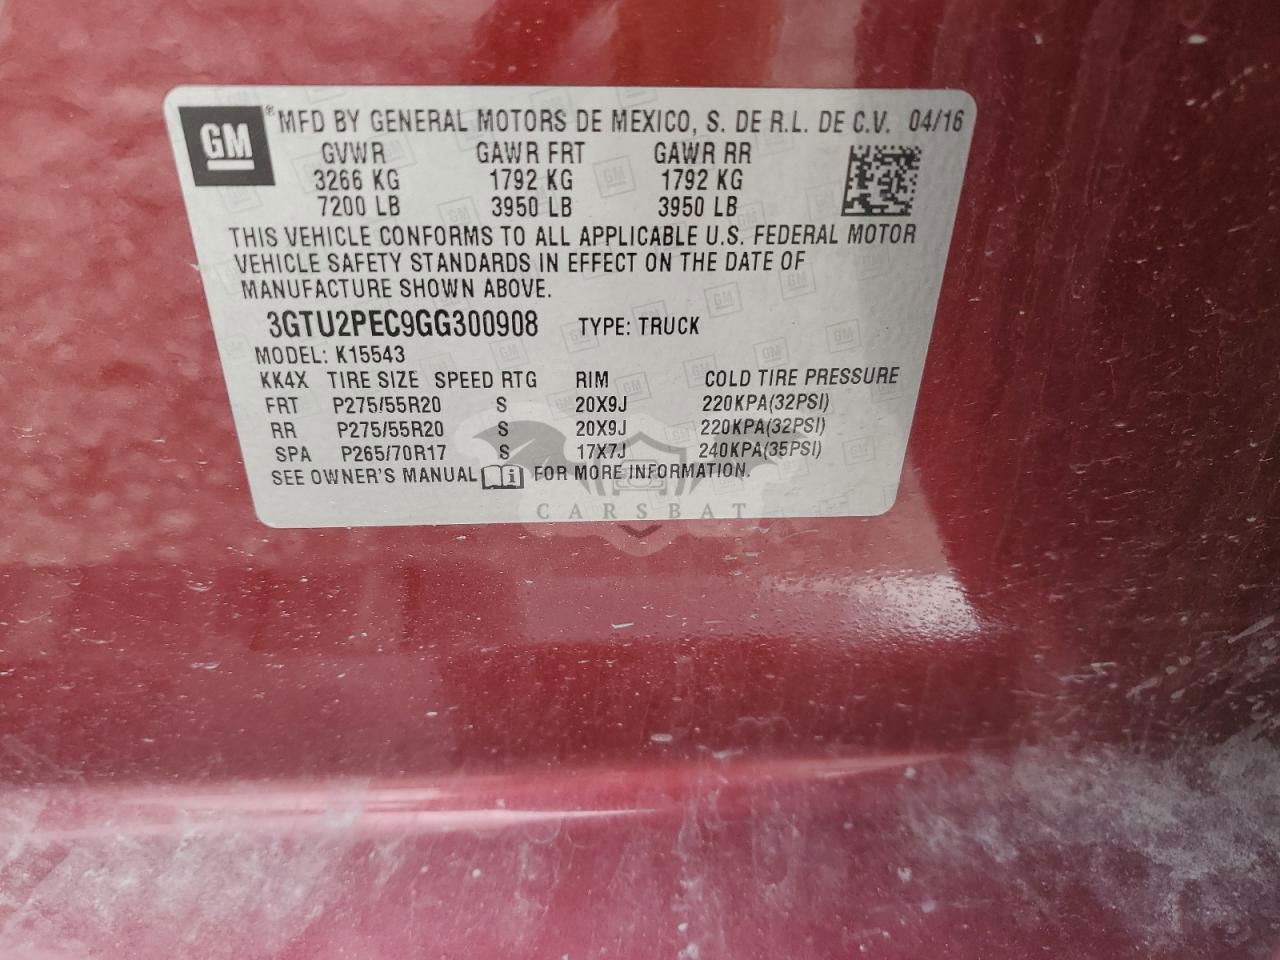 GM ® MFD BY GENERAL MOTORS DE MEXICO, S. DE R.L. DE C.V. 04/16
GVWR GAWR FRT GAWR RR
3266 KG 1792 KG 1792 KG
7200 LB 3950 LB 3950 LB
THIS VEHICLE CONFORMS TO ALL APPLICABLE U.S. FEDERAL MOTOR
VEHICLE SAFETY STANDARDS IN EFFECT ON THE DATE OF
MANUFACTURE SHOWN ABOVE.
3GTU2PEC9GG300908 TYPE: TRUCK
MODEL: K15543
KK4X TIRE SIZE SPEED RTG RIM COLD TIRE PRESSURE
FRT P275/55R20 S 20X9J 220KPA(32PSI)
RR P275/55R20 S 20X9J 220KPA(32PSI)
SPA P265/70R17 S 17X7J 240KPA(35PSI)
SEE OWNER'S MANUAL i FOR MORE INFORMATION.
CARSBAT